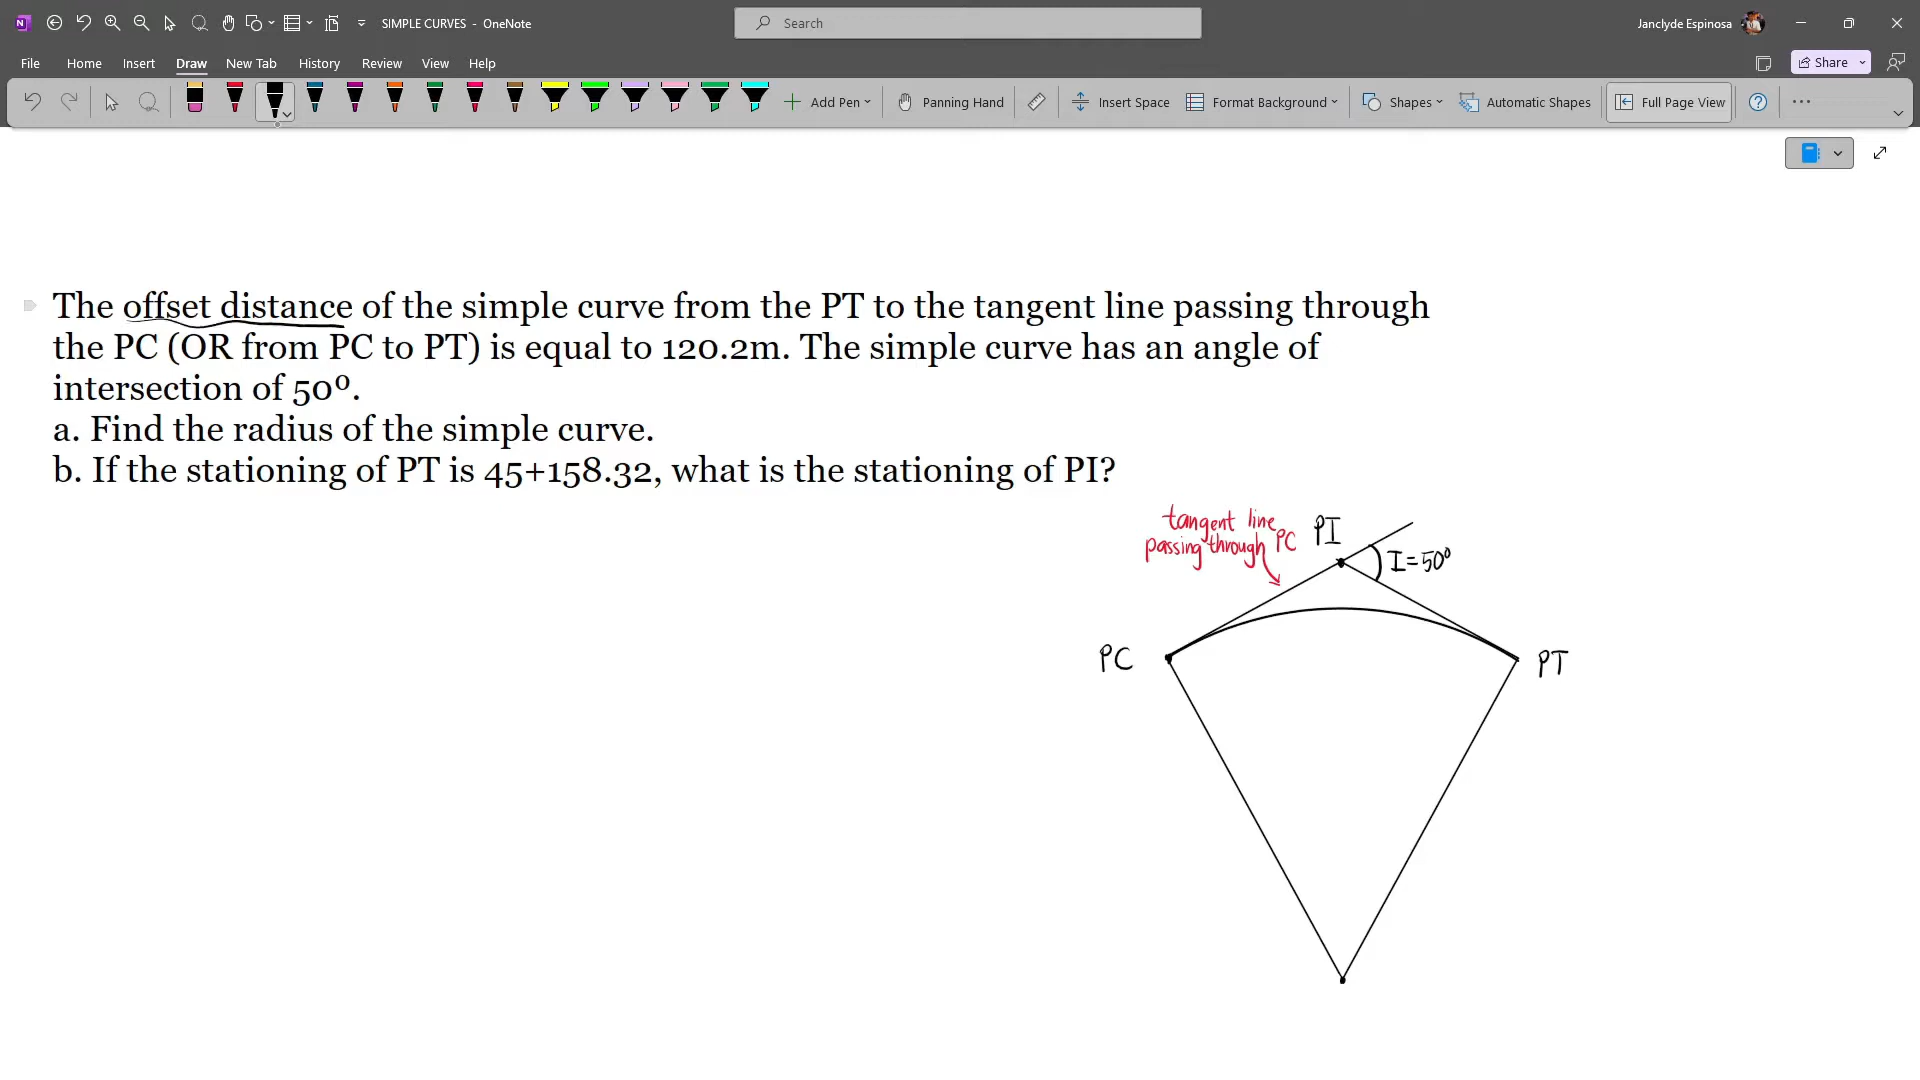 SIMPLE CURVES - OneNote
Search
Janclyde Espinosa
File Home Insert Draw New Tab History Review View Help
Share
Add Pen
Panning Hand
Insert Space
Format Background
Shapes
Automatic Shapes
Full Page View
The offset distance of the simple curve from the PT to the tangent line passing through
the PC (OR from PC to PT) is equal to 120.2m. The simple curve has an angle of
intersection of 50º.
a. Find the radius of the simple curve.
b. If the stationing of PT is 45+158.32, what is the stationing of PI?
tangent line
passing through PC
PI
I=50º
PC
PT